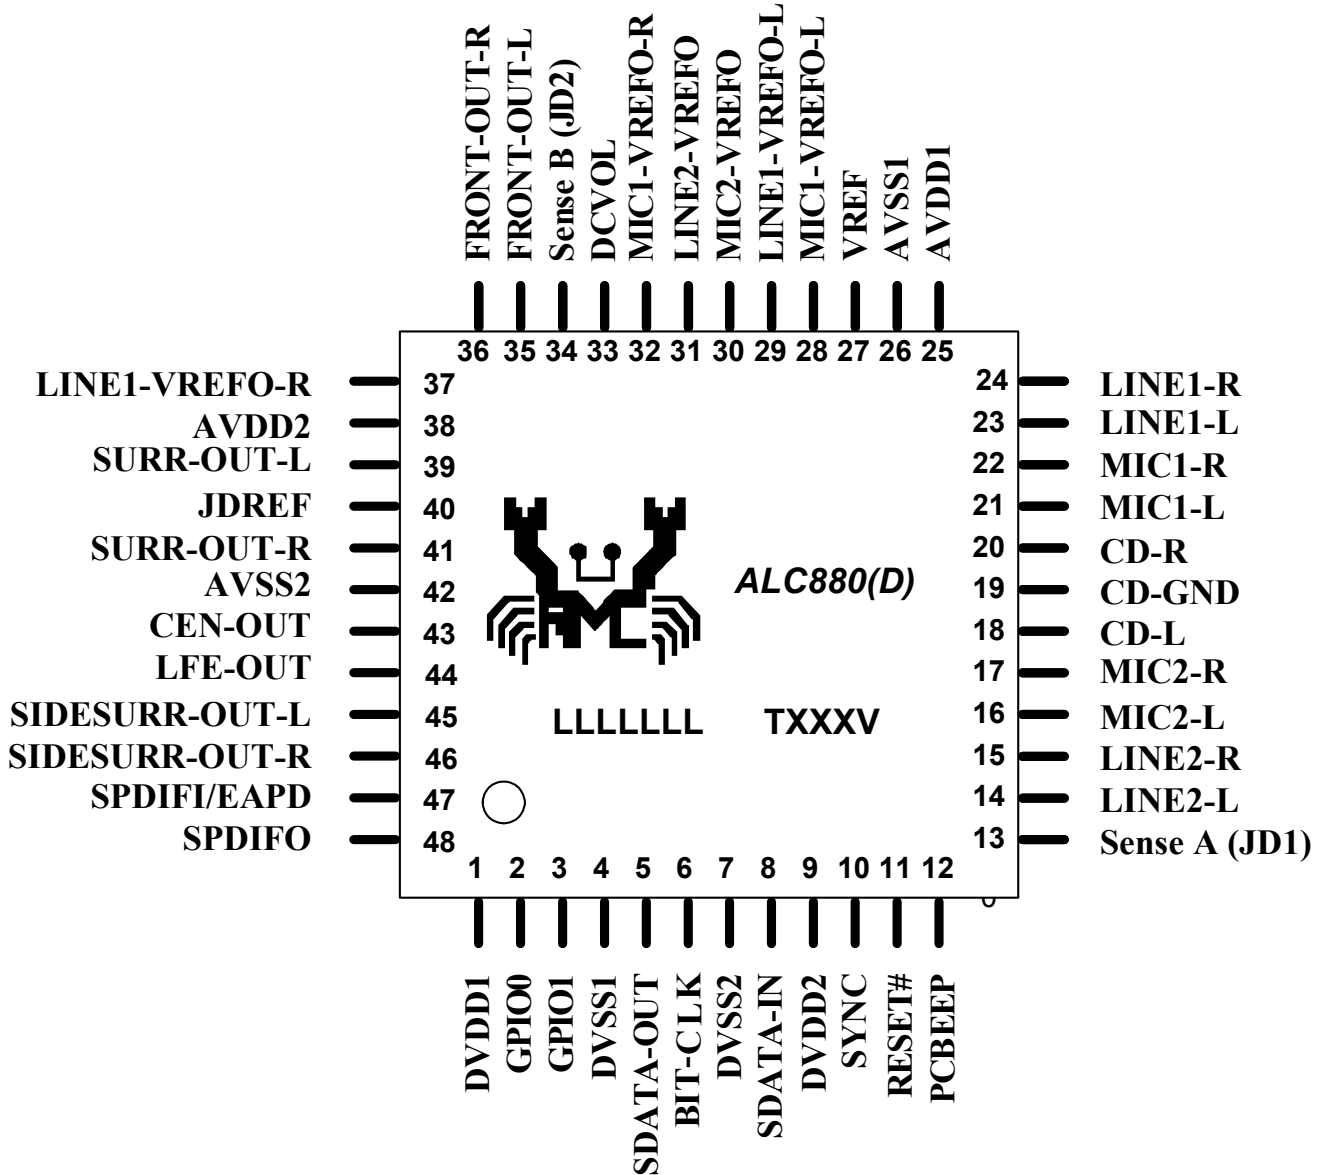 FRONT-OUT-R
FRONT-OUT-L
Sense B (JD2)
DCVOL
MIC1-VREFO-R
LINE2-VREFO
MIC2-VREFO
LINE1-VREFO-L
MIC1-VREFO-L
VREF
AVSS1
AVDD1
36 35 34 33 32 31 30 29 28 27 26 25
LINE1-VREFO-R 37
AVDD2 38
SURR-OUT-L 39
JDREF 40
SURR-OUT-R 41
AVSS2 42
CEN-OUT 43
LFE-OUT 44
SIDESURR-OUT-L 45
SIDESURR-OUT-R 46
SPDIFI/EAPD 47
SPDIFO 48
ALC880(D)
LLLLLLL TXXXV
24 LINE1-R
23 LINE1-L
22 MIC1-R
21 MIC1-L
20 CD-R
19 CD-GND
18 CD-L
17 MIC2-R
16 MIC2-L
15 LINE2-R
14 LINE2-L
13 Sense A (JD1)
1 2 3 4 5 6 7 8 9 10 11 12
DVDD1
GPIO0
GPIO1
DVSS1
SDATA-OUT
BIT-CLK
DVSS2
SDATA-IN
DVDD2
SYNC
RESET#
PCBEEP